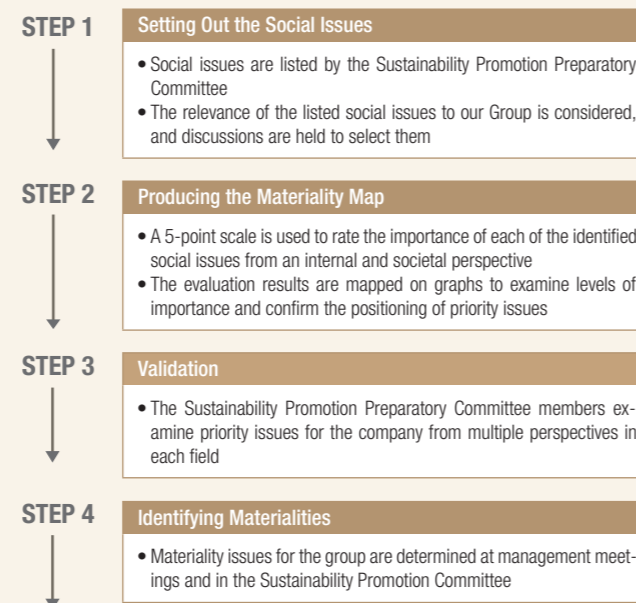 STEP 1
Setting Out the Social Issues
• Social issues are listed by the Sustainability Promotion Preparatory
Committee
• The relevance of the listed social issues to our Group is considered,
and discussions are held to select them
STEP 2
Producing the Materiality Map
• A 5-point scale is used to rate the importance of each of the identified
social issues from an internal and societal perspective
• The evaluation results are mapped on graphs to examine levels of
importance and confirm the positioning of priority issues
STEP 3
Validation
• The Sustainability Promotion Preparatory Committee members ex-
amine priority issues for the company from multiple perspectives in
each field
STEP 4
Identifying Materialities
• Materiality issues for the group are determined at management meet-
ings and in the Sustainability Promotion Committee